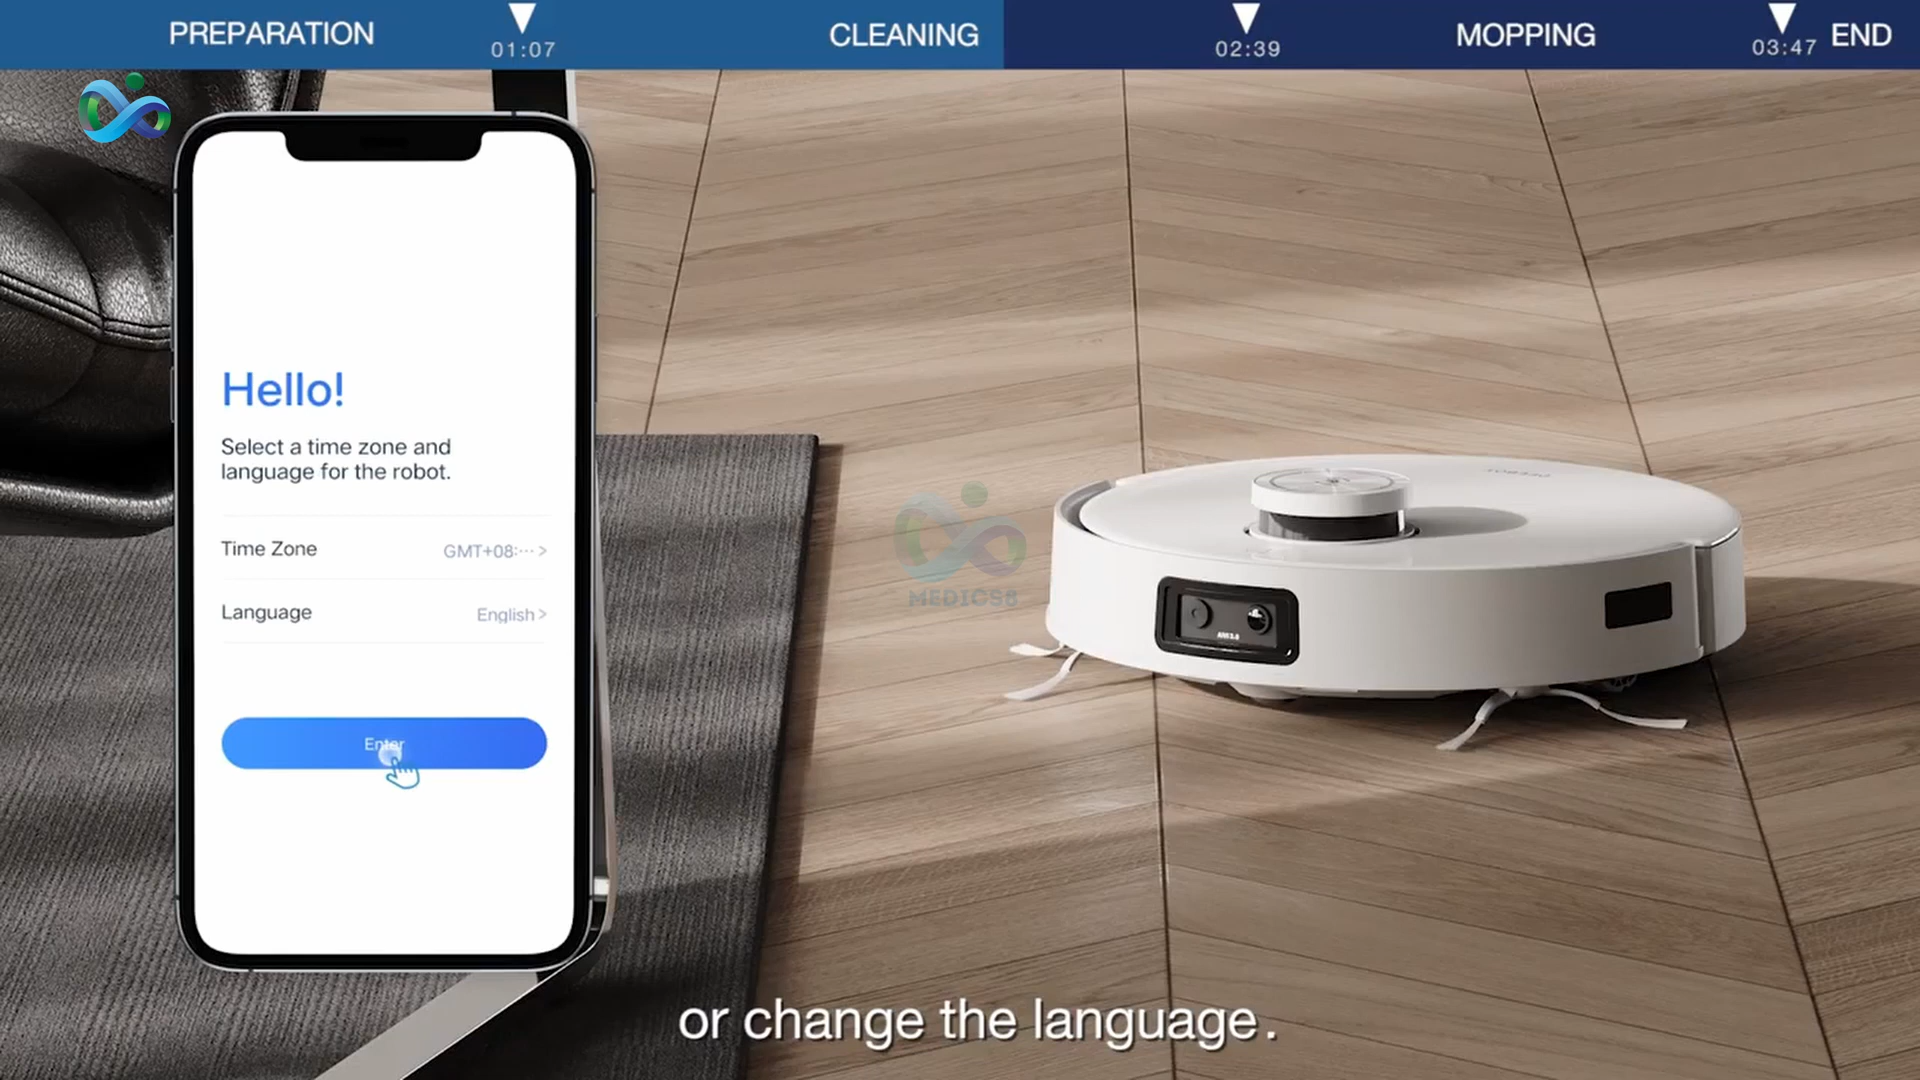 PREPARATION
01:07
CLEANING
02:39
MOPPING
03:47
END
Hello!
Select a time zone and
language for the robot.
Time Zone
GMT+08:··· >
Language
English >
Enter
MEDICS8
or change the language.